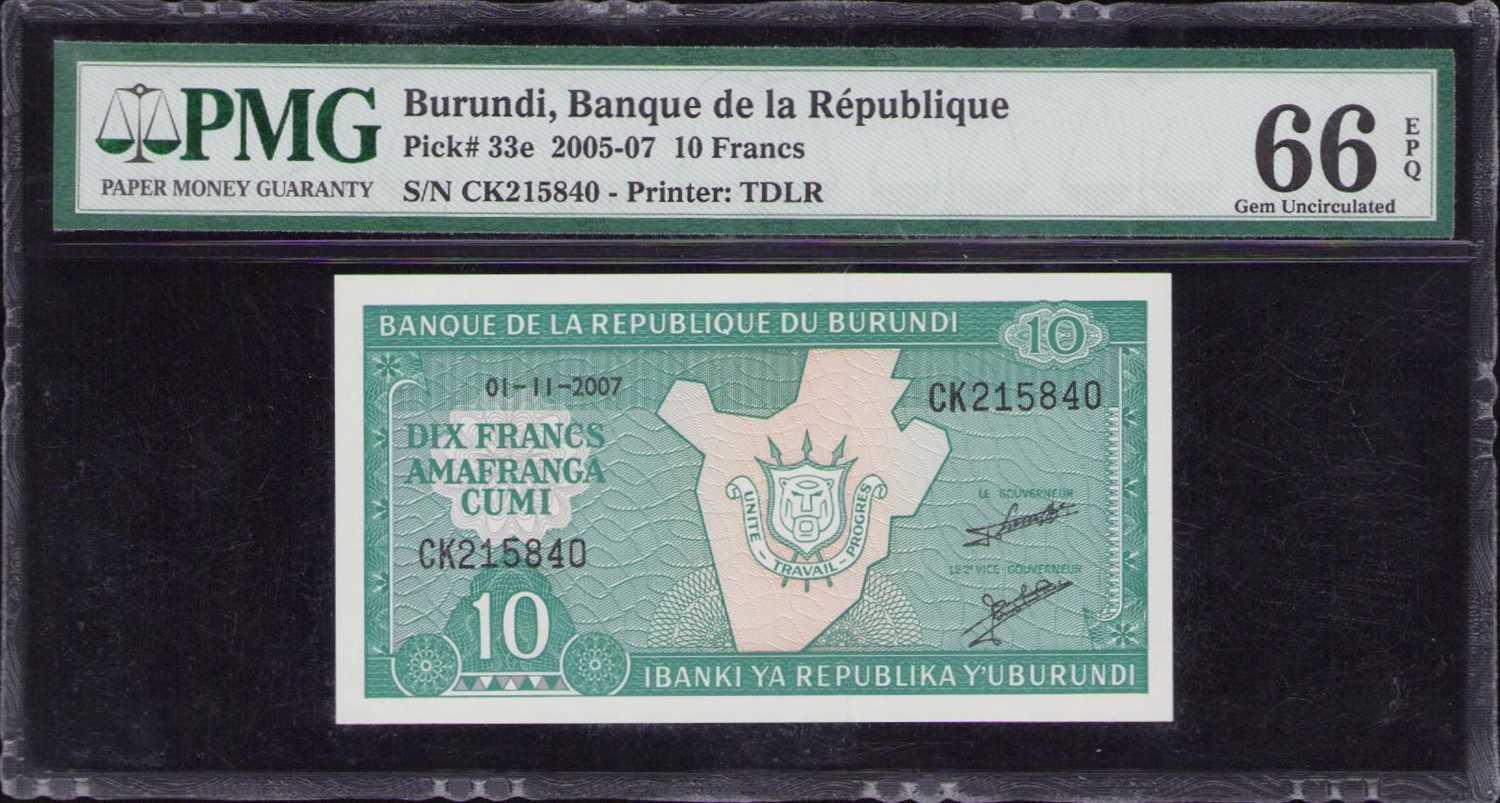 PMG
PAPER MONEY GUARANTY
Burundi, Banque de la République
Pick# 33e 2005-07 10 Francs
S/N CK215840 - Printer: TDLR
66
EPQ
Gem Uncirculated
BANQUE DE LA REPUBLIQUE DU BURUNDI
10
01-11-2007
CK215840
DIX FRANCS
AMAFRANGA
CUMI
UNITE - TRAVAIL - PROGRES
LE GOUVERNEUR
CK215840
LE 2e VICE-GOUVERNEUR
10
IBANKI YA REPUBLIKA Y'UBURUNDI